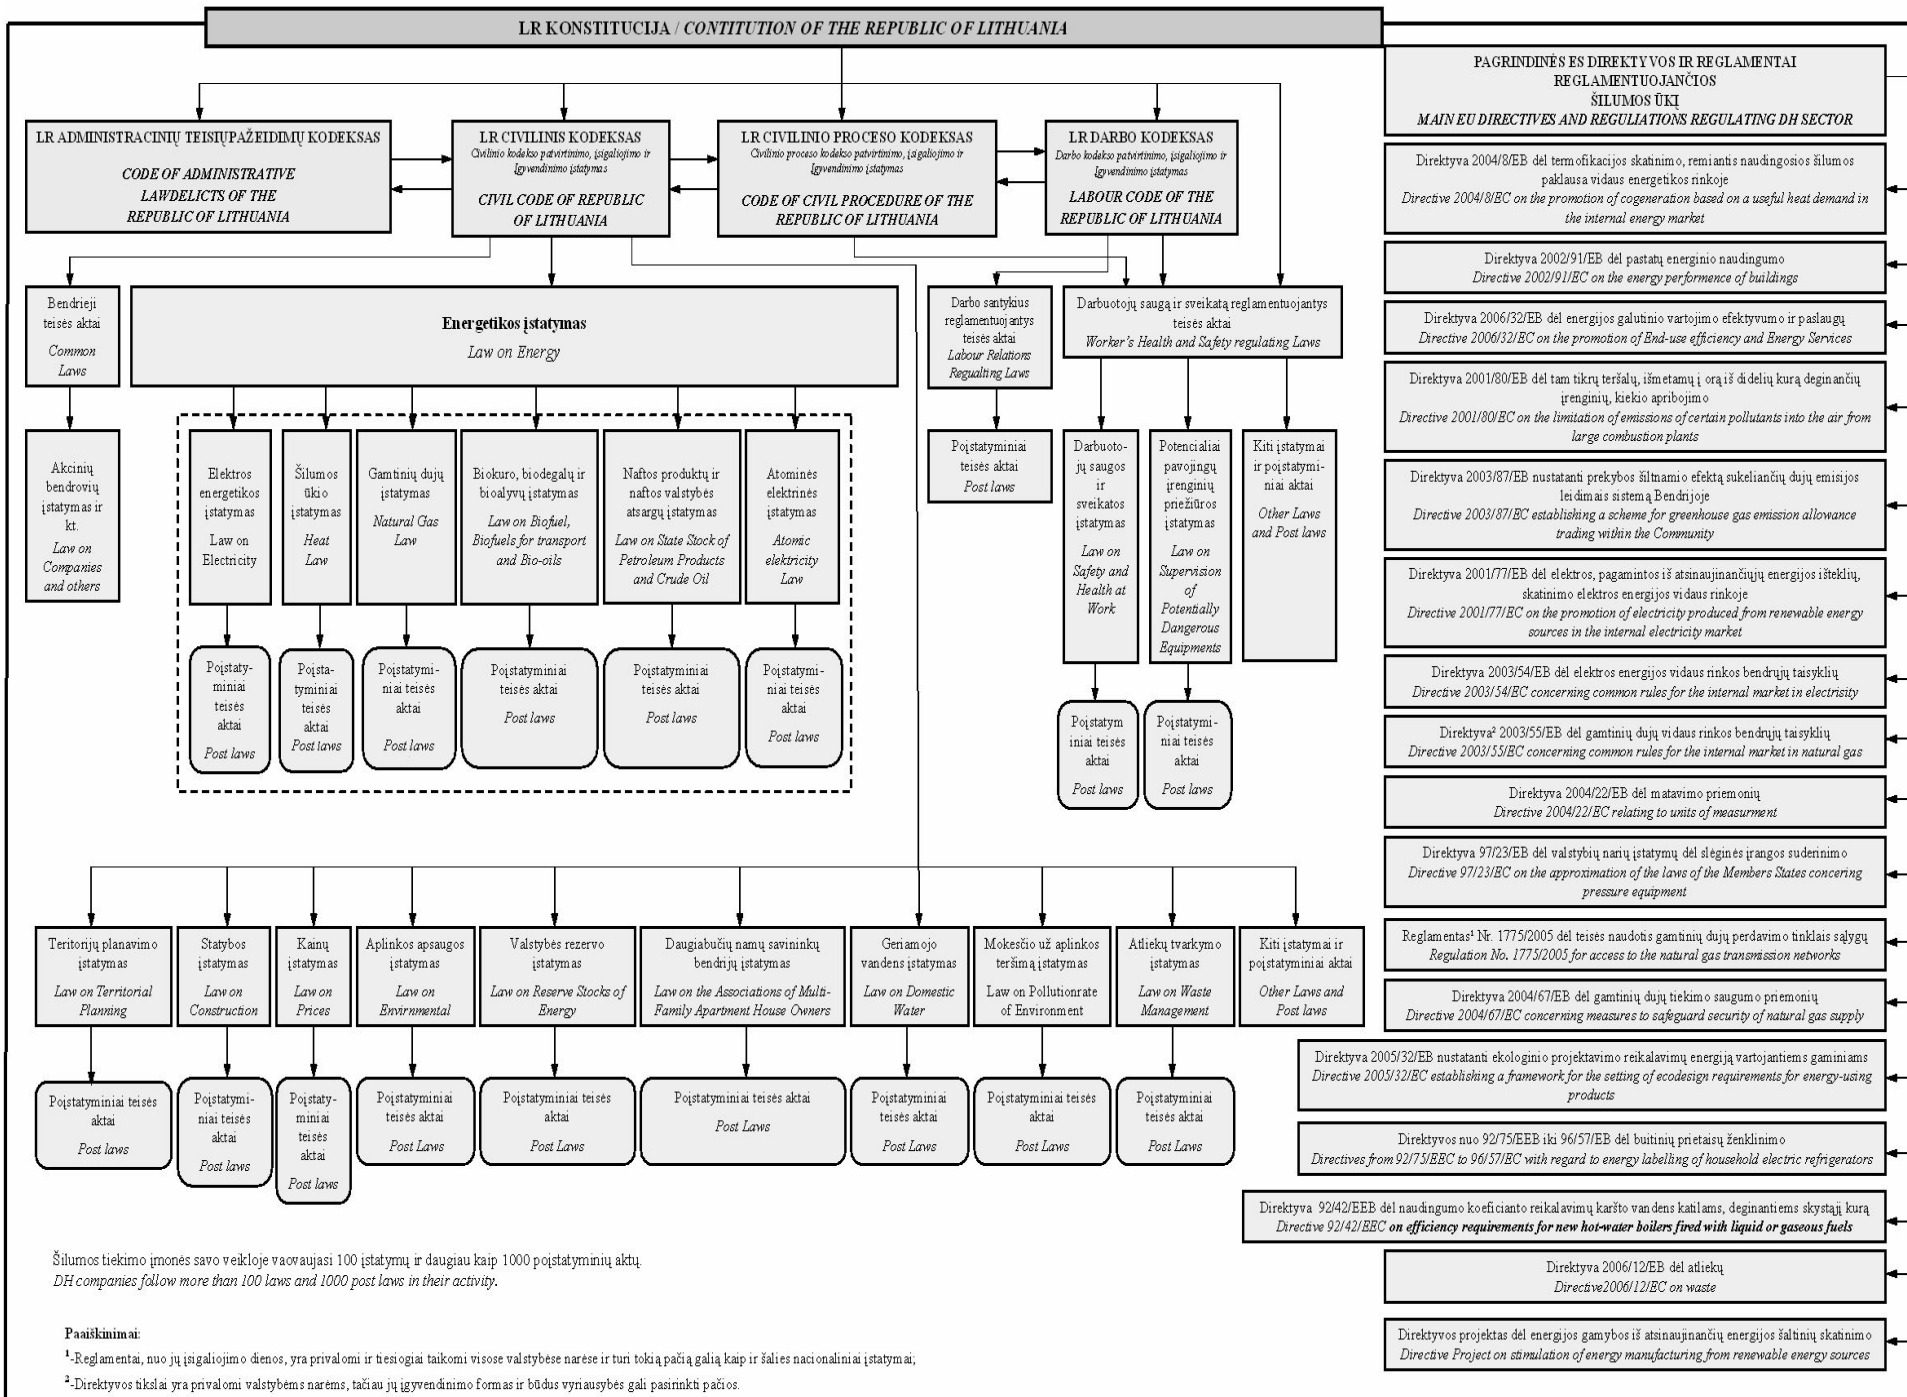 LR KONSTITUCIJA / CONTITUTION OF THE REPUBLIC OF LITHUANIA
LR ADMINISTRACINIŲ TEISIŲPAŽEIDIMŲ KODEKSAS
CODE OF ADMINISTRATIVE
LAWDELICTS OF THE
REPUBLIC OF LITHUANIA
LR CIVILINIS KODEKSAS
Civilinio kodekso patvirtinimo, įsigaliojimo ir
Įgyvendinimo įstatymas
CIVIL CODE OF REPUBLIC
OF LITHUANIA
LR CIVILINIO PROCESO KODEKSAS
Civilinio proceso kodekso patvirtinimo, įsigaliojimo ir
Įgyvendinimo įstatymas
CODE OF CIVIL PROCEDURE OF THE
REPUBLIC OF LITHUANIA
LR DARBO KODEKSAS
Darbo kodekso patvirtinimo, įsigaliojimo ir
Įgyvendinimo įstatymas
LABOUR CODE OF THE
REPUBLIC OF LITHUANIA
Bendrieji
teisės aktai
Common
Laws
Energetikos įstatymas
Law on Energy
Darbo santykius
reglamentuojantys
teisės aktai
Labour Relations
Regualting Laws
Darbuotojų saugą ir sveikatą reglamentuojantys
teisės aktai
Worker's Health and Safety regulating Laws
Akcinių
bendrovių
įstatymas ir
kt.
Law on
Companies
and others
Elektros
energetikos
įstatymas
Law on
Electricity
Šilumos
ūkio
įstatymas
Heat
Law
Gamtinių dujų
įstatymas
Natural Gas
Law
Biokuro, biodegalų ir
bioalyvų įstatymas
Law on Biofuel,
Biofuels for transport
and Bio-oils
Naftos produktų ir
naftos valstybės
atsargų įstatymas
Law on State Stock of
Petroleum Products
and Crude Oil
Atominės
elektrinės
įstatymas
Atomic
elektricity
Law
Poįstatyminiai
teisės aktai
Post laws
Darbuoto-
jų saugos
ir
sveikatos
įstatymas
Law on
Safety and
Health at
Work
Potencialiai
pavojingų
įrenginių
priežiūros
įstatymas
Law on
Supervision
of
Potentially
Dangerous
Equipments
Kiti įstatymai
ir poįstatymi-
niai aktai
Other Laws
and Post laws
Poįstaty-
miniai
teisės
aktai
Post laws
Poįsta-
tyminiai
teisės
aktai
Post laws
Poįstatymi-
niai teisės
aktai
Post laws
Poįstatyminiai
teisės aktai
Post laws
Poįstatyminiai
teisės aktai
Post laws
Poįstatymi-
niai teisės
aktai
Post laws
Poįstatym
iniai teisės
aktai
Post laws
Poįstatymi-
niai teisės
aktai
Post laws
Teritorijų planavimo
įstatymas
Law on Territorial
Planning
Statybos
įstatymas
Law on
Construction
Kainų
įstatymas
Law on
Prices
Aplinkos apsaugos
įstatymas
Law on
Envirnmental
Valstybės rezervo
įstatymas
Law on Reserve Stocks of
Energy
Daugiabučių namų savininkų
bendrijų įstatymas
Law on the Associations of Multi-
Family Apartment House Owners
Geriamojo
vandens įstatymas
Law on Domestic
Water
Mokesčio už aplinkos
teršimą įstatymas
Law on Pollutionrate
of Environment
Atliekų tvarkymo
įstatymas
Law on Waste
Management
Kiti įstatymai ir
poįstatyminiai aktai
Other Laws and
Post laws
Poįstatyminiai teisės
aktai
Post laws
Poįstatymi-
niai teisės
aktai
Post laws
Poįstaty-
miniai
teisės
aktai
Post laws
Poįstatyminiai
teisės aktai
Post Laws
Poįstatyminiai teisės
aktai
Post Laws
Poįstatyminiai teisės aktai
Post Laws
Poįstatyminiai
teisės aktai
Post Laws
Poįstatyminiai teisės
aktai
Post Laws
Poįstatyminiai
teisės aktai
Post Laws
Šilumos tiekimo įmonės savo veikloje vaovaujasi 100 įstatymų ir daugiau kaip 1000 poįstatyminių aktų.
DH companies follow more than 100 laws and 1000 post laws in their activity.
Paaiškinimai:
1-Reglamentai, nuo jų įsigaliojimo dienos, yra privalomi ir tiesiogiai taikomi visose valstybėse narėse ir turi tokią pačią galią kaip ir šalies nacionaliniai įstatymai;
2-Direktyvos tikslai yra privalomi valstybėms narėms, tačiau jų įgyvendinimo formas ir būdus vyriausybės gali pasirinkti pačios.
PAGRINDINĖS ES DIREKTYVOS IR REGLAMENTAI
REGLAMENTUOJANČIOS
ŠILUMOS ŪKĮ
MAIN EU DIRECTIVES AND REGULIATIONS REGULATING DH SECTOR
Direktyva 2004/8/EB dėl termofikacijos skatinimo, remiantis naudingosios šilumos
paklausa vidaus energetikos rinkoje
Directive 2004/8/EC on the promotion of cogeneration based on a useful heat demand in
the internal energy market
Direktyva 2002/91/EB dėl pastatų energinio naudingumo
Directive 2002/91/EC on the energy performence of buildings
Direktyva 2006/32/EB dėl energijos galutinio vartojimo efektyvumo ir paslaugų
Directive 2006/32/EC on the promotion of End-use efficiency and Energy Services
Direktyva 2001/80/EB dėl tam tikrų teršalų, išmetamų į orą iš didelių kurą deginančių
įrenginių, kiekio apribojimo
Directive 2001/80/EC on the limitation of emissions of certain pollutants into the air from
large combustion plants
Direktyva 2003/87/EB nustatanti prekybos šiltnamio efektą sukeliančių dujų emisijos
leidimais sistemą Bendrijoje
Directive 2003/87/EC establishing a scheme for greenhouse gas emission allowance
trading within the Community
Direktyva 2001/77/EB dėl elektros, pagamintos iš atsinaujinančiųjų energijos išteklių,
skatinimo elektros energijos vidaus rinkoje
Directive 2001/77/EC on the promotion of electricity produced from renewable energy
sources in the internal electricity market
Direktyva 2003/54/EB dėl elektros energijos vidaus rinkos bendrųjų taisyklių
Directive 2003/54/EC concerning common rules for the internal market in electrisity
Direktyva2 2003/55/EB dėl gamtinių dujų vidaus rinkos bendrųjų taisyklių
Directive 2003/55/EC concerning common rules for the internal market in natural gas
Direktyva 2004/22/EB dėl matavimo priemonių
Directive 2004/22/EC relating to units of measurment
Direktyva 97/23/EB dėl valstybių narių įstatymų dėl slėginės įrangos suderinimo
Directive 97/23/EC on the approximation of the laws of the Members States concering
pressure equipment
Reglamentas1 Nr. 1775/2005 dėl teisės naudotis gamtinių dujų perdavimo tinklais sąlygų
Regulation No. 1775/2005 for access to the natural gas transmission networks
Direktyva 2004/67/EB dėl gamtinių dujų tiekimo saugumo priemonių
Directive 2004/67/EC concerning measures to safeguard security of natural gas supply
Direktyva 2005/32/EB nustatanti ekologinio projektavimo reikalavimų energiją vartojantiems gaminiams
Directive 2005/32/EC establishing a framework for the setting of ecodesign requirements for energy-using
products
Direktyvos nuo 92/75/EEB iki 96/57/EB dėl buitinių prietaisų ženklinimo
Directives from 92/75/EEC to 96/57/EC with regard to energy labelling of household electric refrigerators
Direktyva 92/42/EEB dėl naudingumo koeficianto reikalavimų karšto vandens katilams, deginantiems skystąjį kurą
Directive 92/42/EEC on efficiency requirements for new hot-water boilers fired with liquid or gaseous fuels
Direktyva 2006/12/EB dėl atliekų
Directive2006/12/EC on waste
Direktyvos projektas dėl energijos gamybos iš atsinaujinančių energijos šaltinių skatinimo
Directive Project on stimulation of energy manufacturing from renewable energy sources